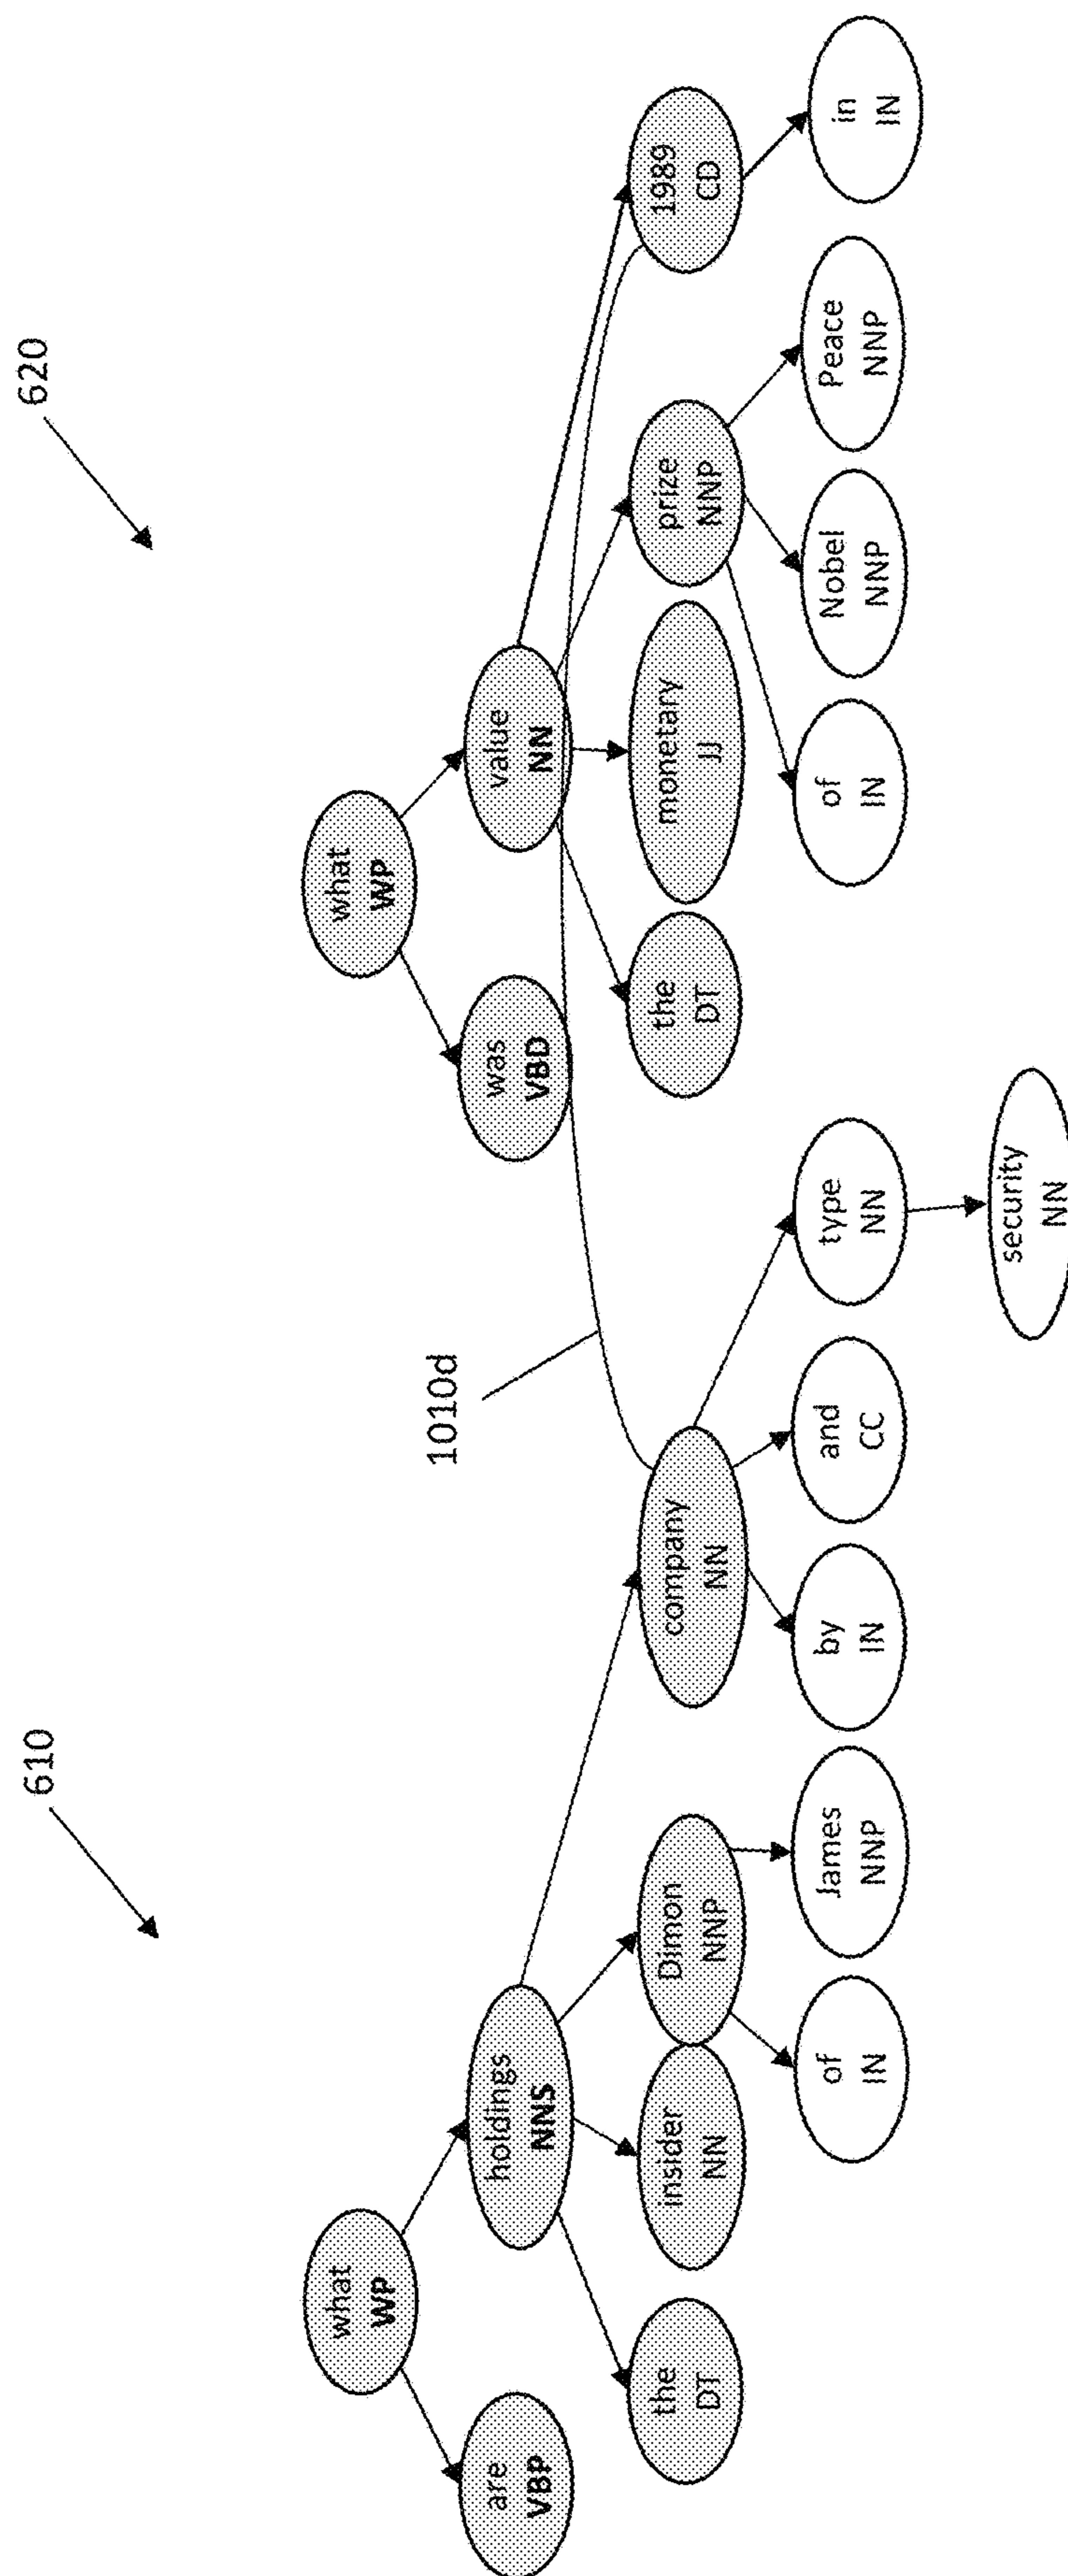 610
620
what
WP
what
WP
are
VBP
holdings
NNS
was
VBD
value
NN
1010d
the
DT
insider
NN
Dimon
NNP
company
NN
the
DT
monetary
JJ
prize
NNP
1989
CD
of
IN
James
NNP
by
IN
and
CC
type
NN
of
IN
Nobel
NNP
Peace
NNP
in
IN
security
NN